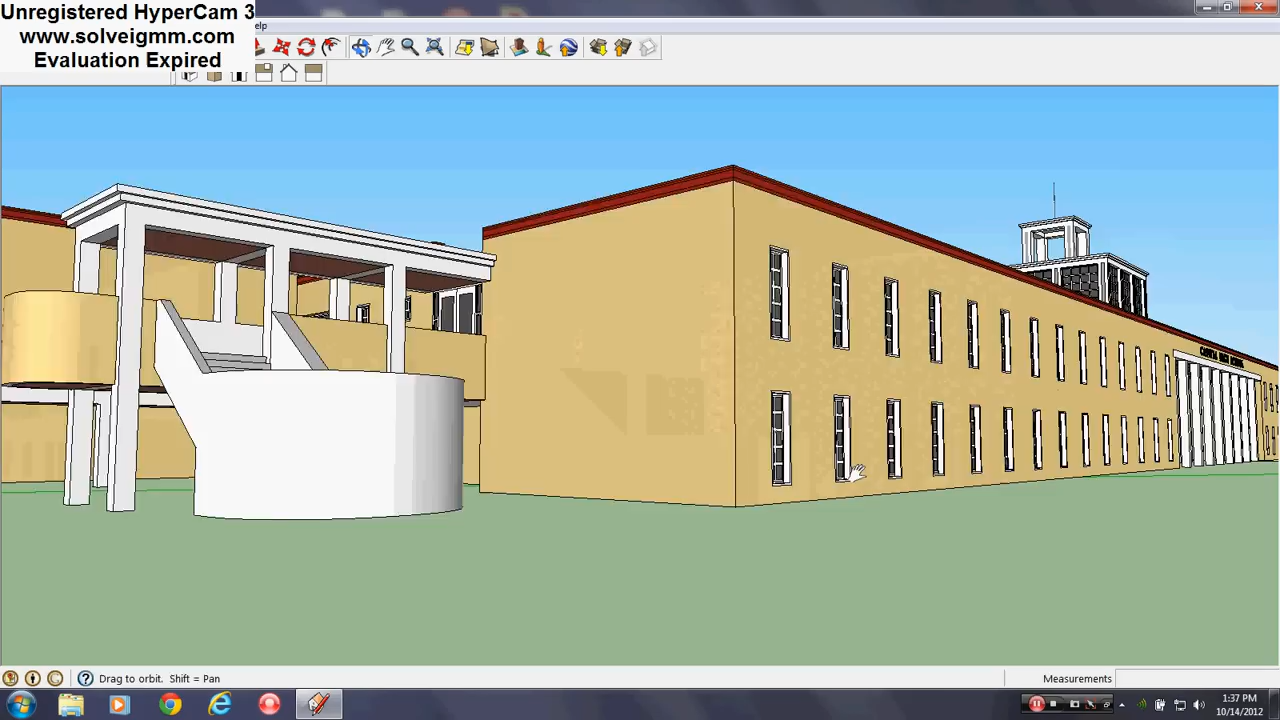 Unregistered HyperCam 3
www.solveigmm.com
Evaluation Expired
elp
Drag to orbit. Shift = Pan
Measurements
1:37 PM
10/14/2012